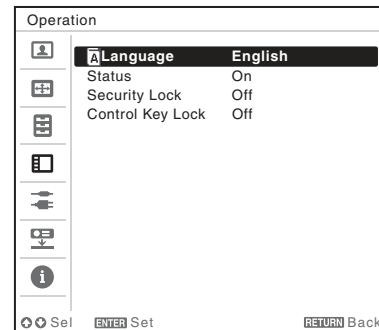 Operation
Language English
Status On
Security Lock Off
Control Key Lock Off
Sel ENTER Set RETURN Back